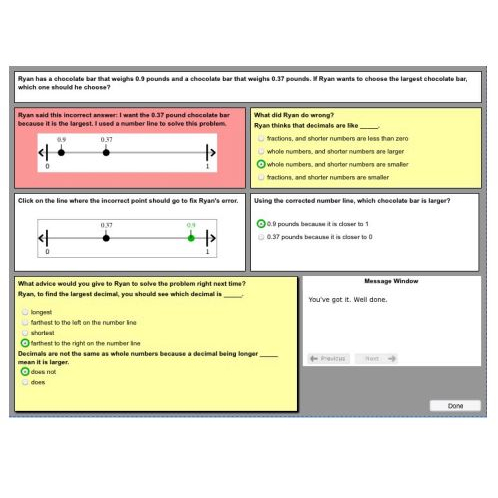 Ryan has a chocolate bar that weighs 0.9 pounds and a chocolate bar that weighs 0.37 pounds. If Ryan wants to choose the largest chocolate bar,
which one should he choose?
Ryan said this incorrect answer: I want the 0.37 pound chocolate bar
because it is the largest. I used a number line to solve this problem.
0.9 0.37
0 1
What did Ryan do wrong?
Ryan thinks that decimals are like _____.
fractions, and shorter numbers are less than zero
whole numbers, and shorter numbers are larger
whole numbers, and shorter numbers are smaller
fractions, and shorter numbers are smaller
Click on the line where the incorrect point should go to fix Ryan's error.
0.37 0.9
0 1
Using the corrected number line, which chocolate bar is larger?
0.9 pounds because it is closer to 1
0.37 pounds because it is closer to 0
What advice would you give to Ryan to solve the problem right next time?
Ryan, to find the largest decimal, you should see which decimal is _____.
longest
farthest to the left on the number line
shortest
farthest to the right on the number line
Decimals are not the same as whole numbers because a decimal being longer _____
mean it is larger.
does not
does
Message Window
You've got it. Well done.
Previous Next
Done